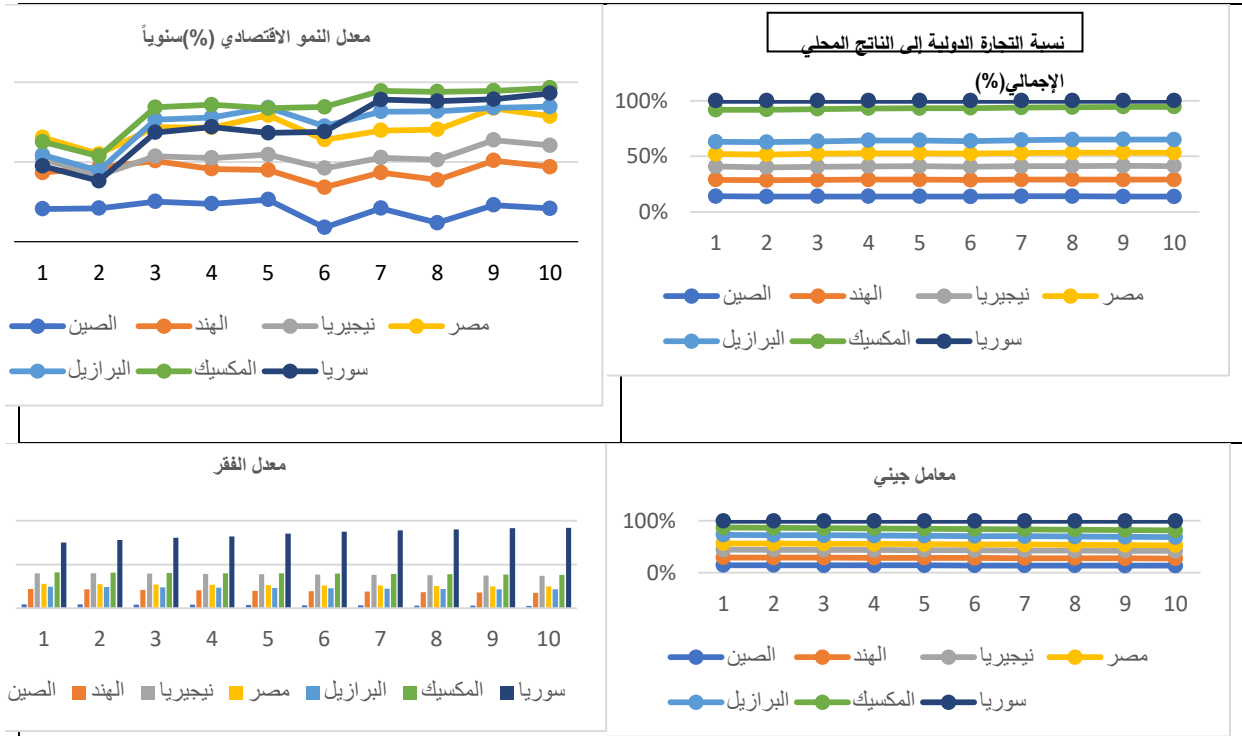 معدل النمو الاقتصادي (%)سنوياً
1 2 3 4 5 6 7 8 9 10
الصين الهند نيجيريا مصر
البرازيل المكسيك سوريا
نسبة التجارة الدولية إلى الناتج المحلي
الإجمالي(%)
100%
50%
0%
1 2 3 4 5 6 7 8 9 10
الصين الهند نيجيريا مصر
البرازيل المكسيك سوريا
معدل الفقر
1 2 3 4 5 6 7 8 9 10
الصين الهند نيجيريا مصر البرازيل المكسيك سوريا
معامل جيني
100%
0%
1 2 3 4 5 6 7 8 9 10
الصين الهند نيجيريا مصر
البرازيل المكسيك سوريا